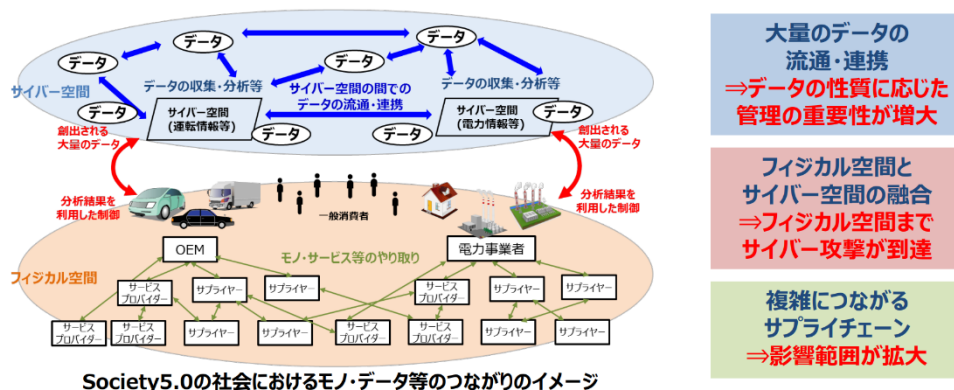 データ
データ
データ
データ
データ
サイバー空間
データの収集・分析等
サイバー空間の間での
データの流通・連携
データの収集・分析等
データ
サイバー空間
(運転情報等)
データ
データ
サイバー空間
(電力情報等)
データ
創出される
大量のデータ
創出される
大量のデータ
分析結果を
利用した制御
分析結果を
利用した制御
一般消費者
OEM
モノ・サービス等のやり取り
電力事業者
フィジカル空間
サービス
プロバイダー
サプライヤー
サプライヤー
サービス
プロバイダー
サプライヤー
サプライヤー
サービス
プロバイダー
サービス
プロバイダー
サプライヤー
サプライヤー
サービス
プロバイダー
サービス
プロバイダー
サプライヤー
サプライヤー
Society5.0の社会におけるモノ・データ等のつながりのイメージ
大量のデータの
流通・連携
⇒データの性質に応じた
管理の重要性が増大
フィジカル空間と
サイバー空間の融合
⇒フィジカル空間まで
サイバー攻撃が到達
複雑につながる
サプライチェーン
⇒影響範囲が拡大